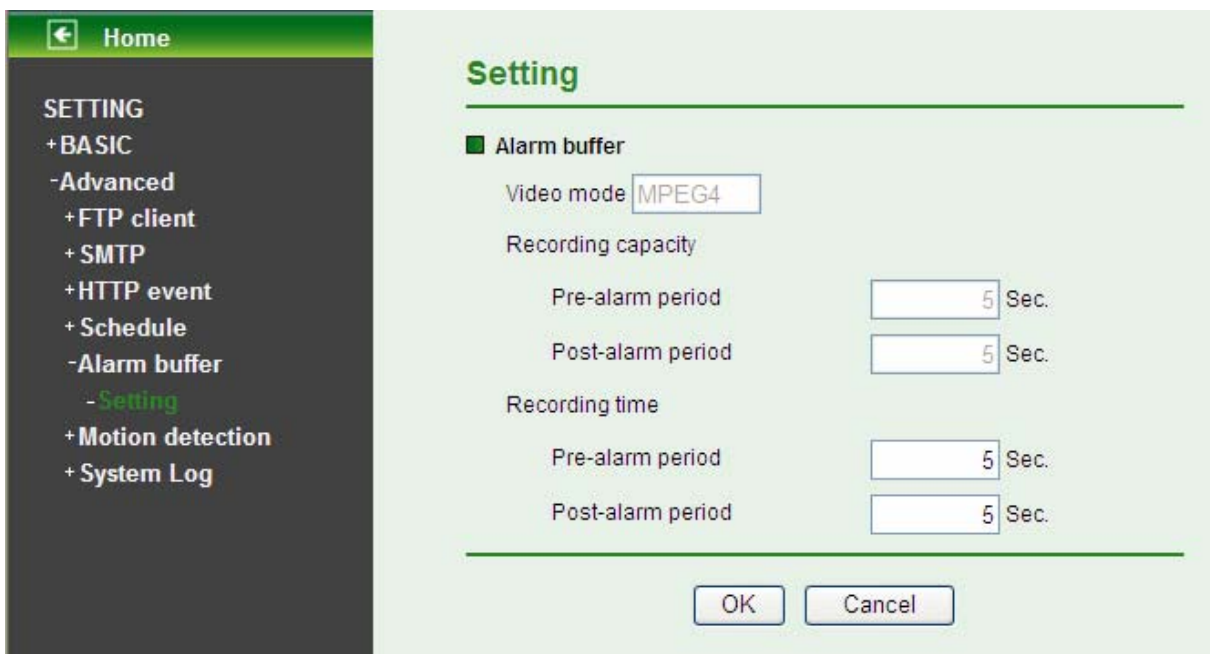 Home
SETTING
+BASIC
-Advanced
+FTP client
+SMTP
+HTTP event
+Schedule
-Alarm buffer
-Setting
+Motion detection
+System Log
Setting
Alarm buffer
Video mode MPEG4
Recording capacity
Pre-alarm period 5 Sec.
Post-alarm period 5 Sec.
Recording time
Pre-alarm period 5 Sec.
Post-alarm period 5 Sec.
OK Cancel